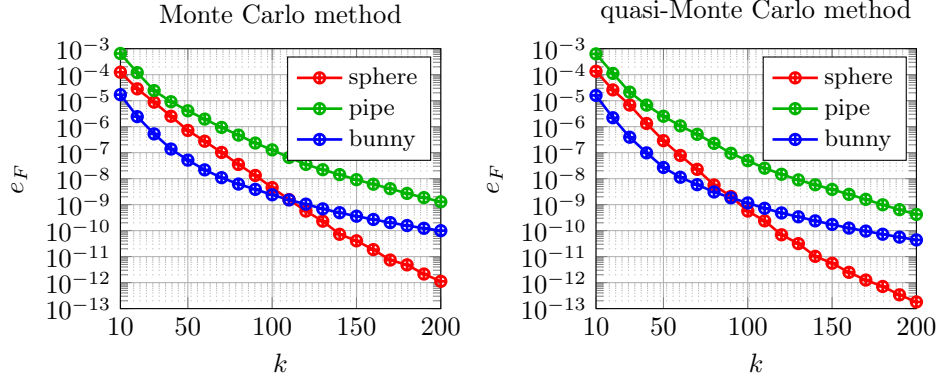 Monte Carlo method
10^−3
10^−4
10^−5
10^−6
10^−7
10^−8
10^−9
10^−10
10^−11
10^−12
10^−13
e_F
sphere
pipe
bunny
10 50 100 150 200
k
quasi-Monte Carlo method
10^−3
10^−4
10^−5
10^−6
10^−7
10^−8
10^−9
10^−10
10^−11
10^−12
10^−13
e_F
sphere
pipe
bunny
10 50 100 150 200
k